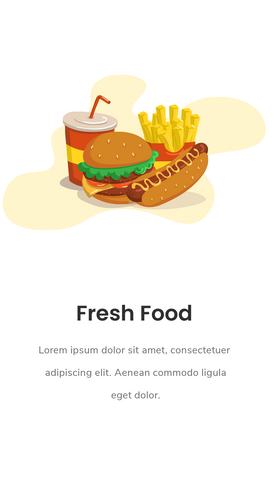 Fresh Food
Lorem ipsum dolor sit amet, consectetuer
adipiscing elit. Aenean commodo ligula
eget dolor.